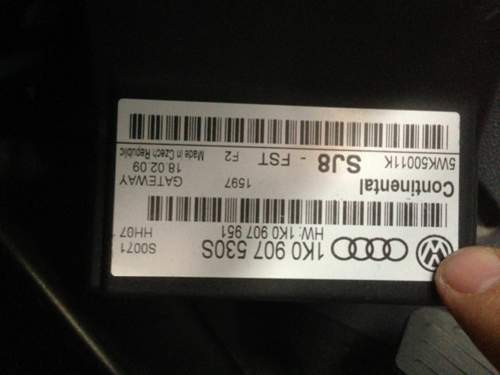 1K0 907 530S S0071
HW: 1K0 907 951 HH07
Continental 1597 GATEWAY
18.02.09
SJ8 - FST F2 Made in Czech Republic
5WK50011K